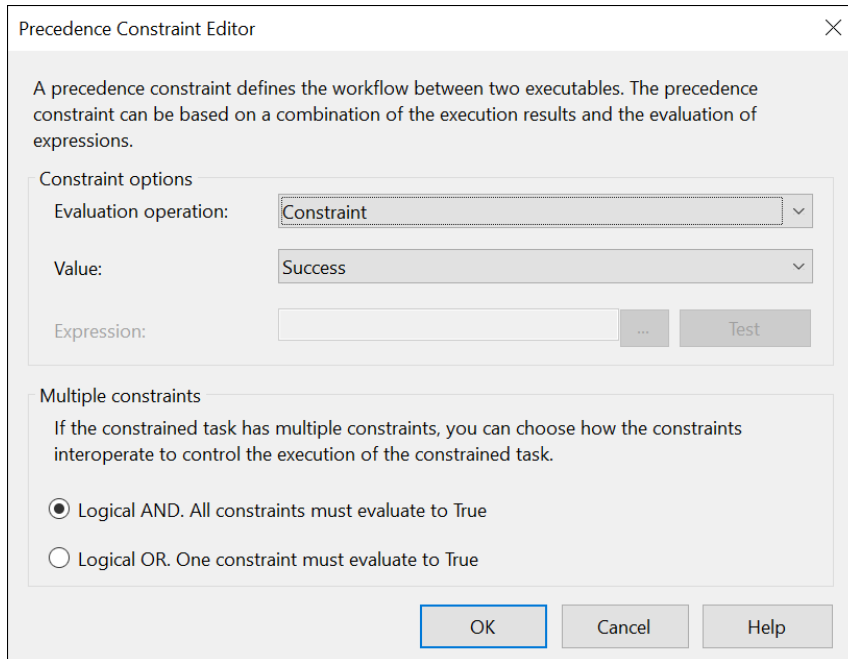 Precedence Constraint Editor
A precedence constraint defines the workflow between two executables. The precedence
constraint can be based on a combination of the execution results and the evaluation of
expressions.
Constraint options
Evaluation operation: Constraint
Value: Success
Expression: ... Test
Multiple constraints
If the constrained task has multiple constraints, you can choose how the constraints
interoperate to control the execution of the constrained task.
Logical AND. All constraints must evaluate to True
Logical OR. One constraint must evaluate to True
OK Cancel Help